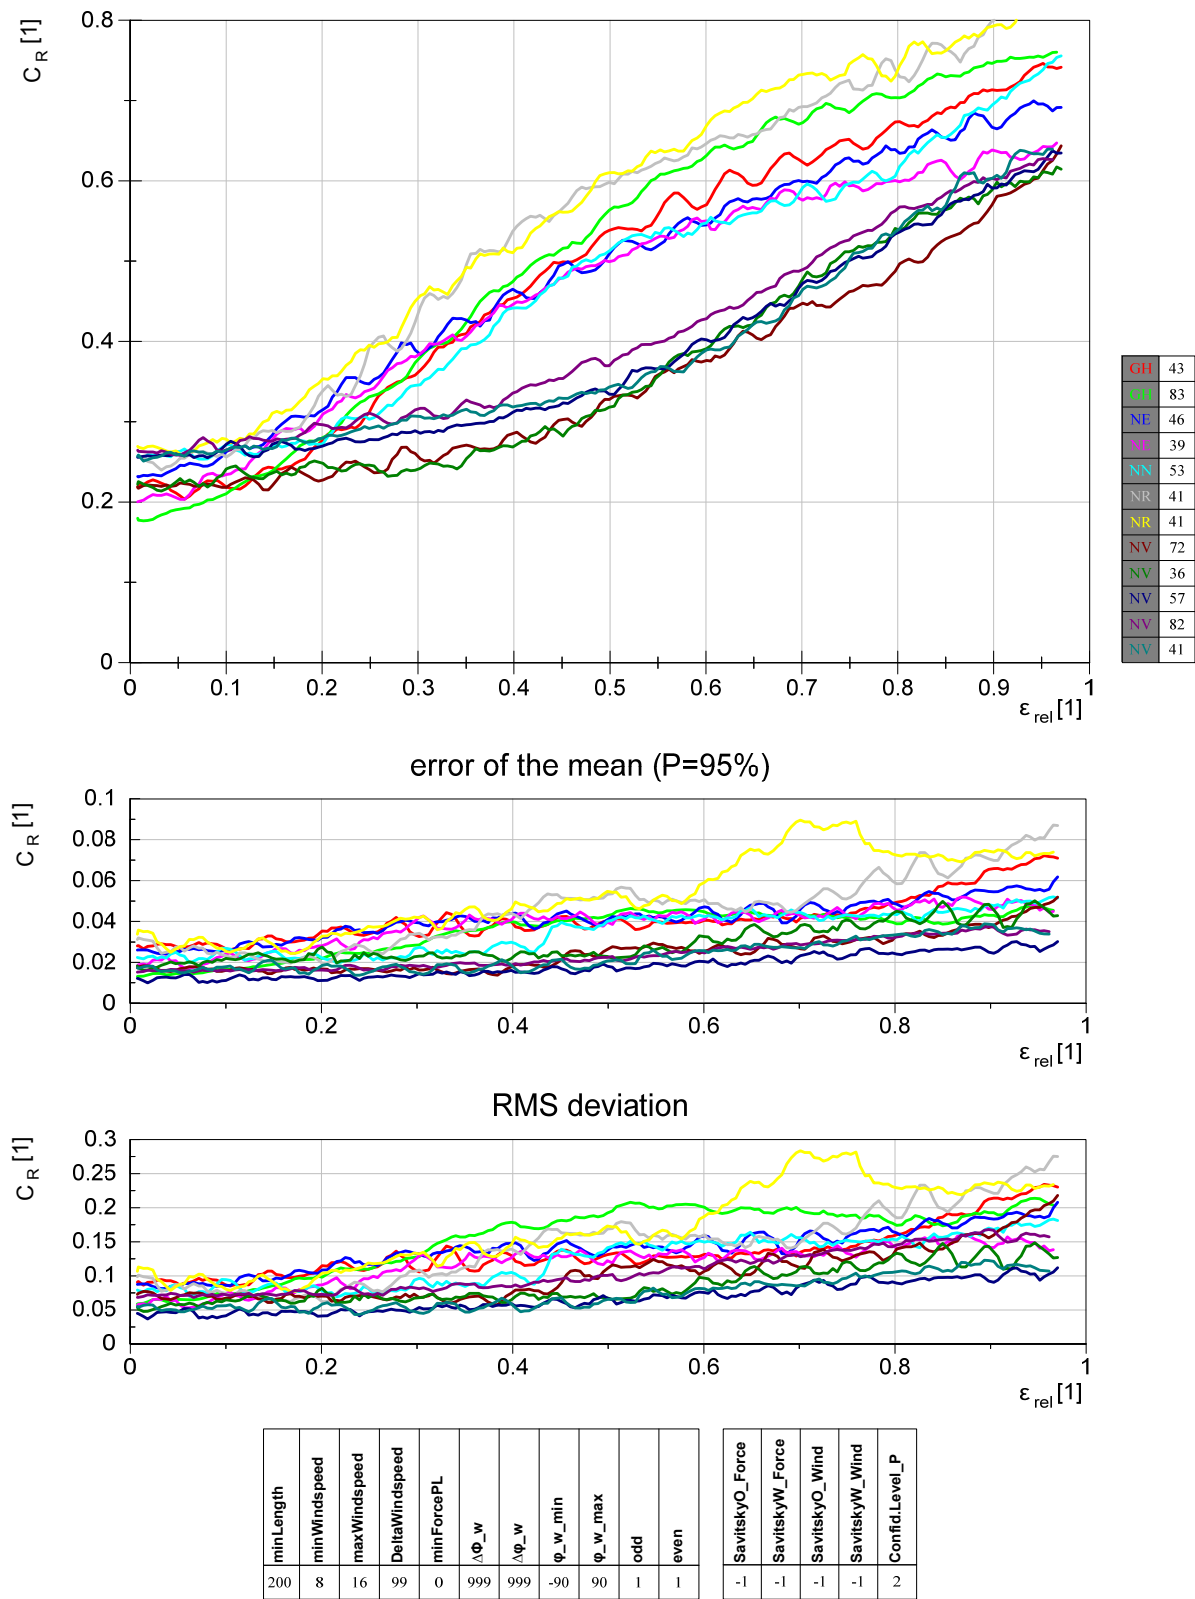 C_R [1]
0.8
0.6
0.4
0.2
0
0 0.1 0.2 0.3 0.4 0.5 0.6 0.7 0.8 0.9 1
ε_rel [1]
GH 43
GH 83
NE 46
NE 39
NN 53
NR 41
NR 41
NV 72
NV 36
NV 57
NV 82
NV 41
error of the mean (P=95%)
C_R [1]
0.1
0.08
0.06
0.04
0.02
0
0 0.2 0.4 0.6 0.8 1
ε_rel [1]
RMS deviation
C_R [1]
0.3
0.25
0.2
0.15
0.1
0.05
0
0 0.2 0.4 0.6 0.8 1
ε_rel [1]
minLength minWindspeed maxWindspeed DeltaWindspeed minForcePL ΔΦ_w Δφ_w φ_w_min φ_w_max odd even
200 8 16 99 0 999 999 -90 90 1 1
SavitskyO_Force SavitskyW_Force SavitskyO_Wind SavitskyW_Wind Confid.Level_P
-1 -1 -1 -1 2